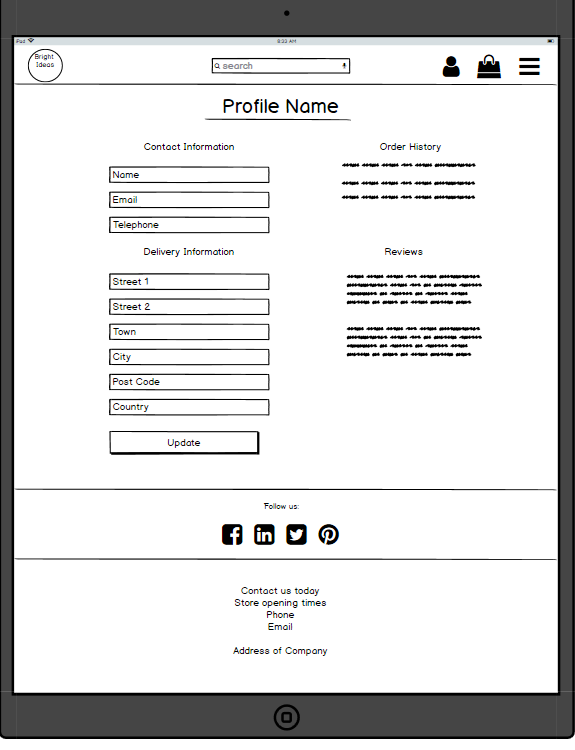 iPad
8:33 AM
Bright
Ideas
search
Profile Name
Contact Information
Name
Email
Telephone
Delivery Information
Street 1
Street 2
Town
City
Post Code
Country
Update
Order History
Reviews
Follow us:
Contact us today
Store opening times
Phone
Email
Address of Company